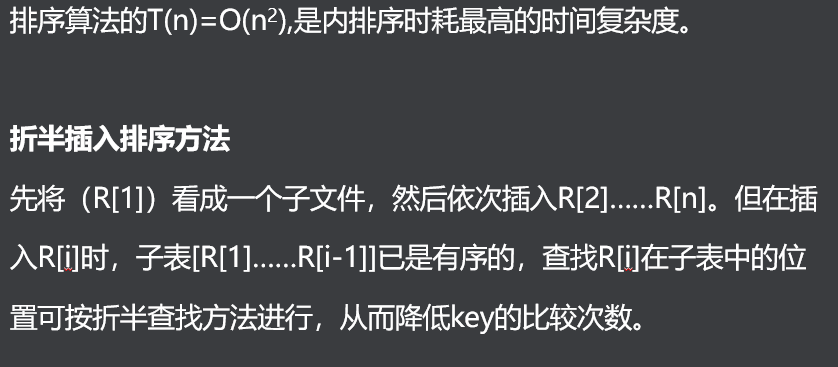 排序算法的T(n)=O(n²),是内排序时耗最高的时间复杂度。
折半插入排序方法
先将（R[1]）看成一个子文件，然后依次插入R[2]……R[n]。但在插
入R[i]时，子表[R[1]……R[i-1]]已是有序的，查找R[i]在子表中的位
置可按折半查找方法进行，从而降低key的比较次数。